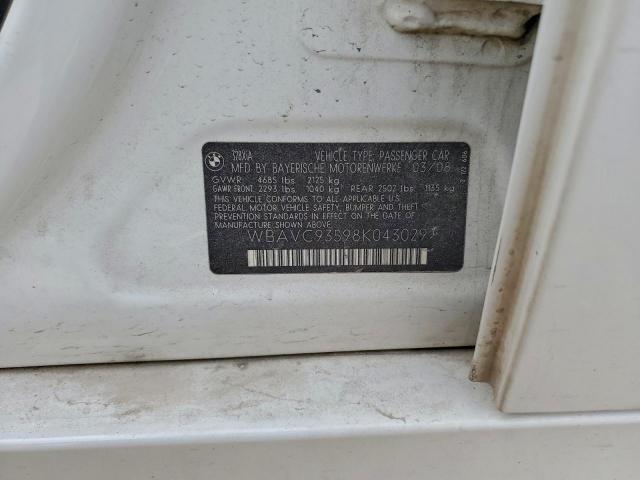 BMW
328XIA VEHICLE TYPE: PASSENGER CAR
MFD BY BAYERISCHE MOTORENWERKE 03/08
GVWR: 4685 lbs 2125 kg
GAWR FRONT: 2293 lbs 1040 kg REAR 2502 lbs 1135 kg
THIS VEHICLE CONFORMS TO ALL APPLICABLE U.S.
FEDERAL MOTOR VEHICLE SAFETY, BUMPER AND THEFT
PREVENTION STANDARDS IN EFFECT ON THE DATE OF
MANUFACTURE SHOWN ABOVE.
WBAVC93598K043029